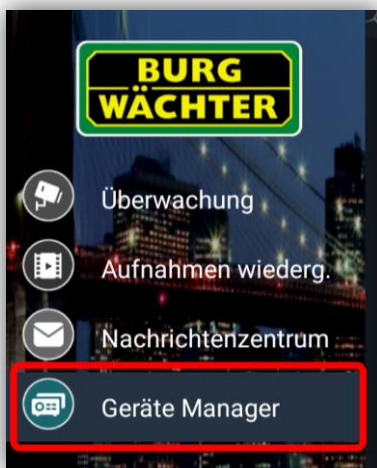 BURG
WÄCHTER
Überwachung
Aufnahmen wiederg.
Nachrichtenzentrum
Geräte Manager